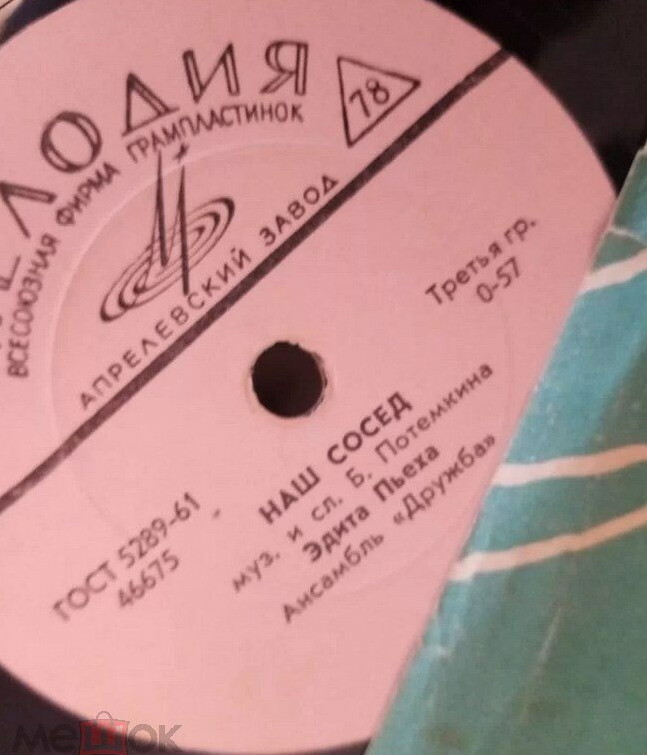 ЛОДИЯ
ВСЕСОЮЗНАЯ ФИРМА ГРАМПЛАСТИНОК
78
АПРЕЛЕВСКИЙ ЗАВОД
Третья гр.
0-57
ГОСТ 5289-61
46675
НАШ СОСЕД
муз. и сл. Б. Потемкина
Эдита Пьеха
Ансамбль «Дружба»
мешок